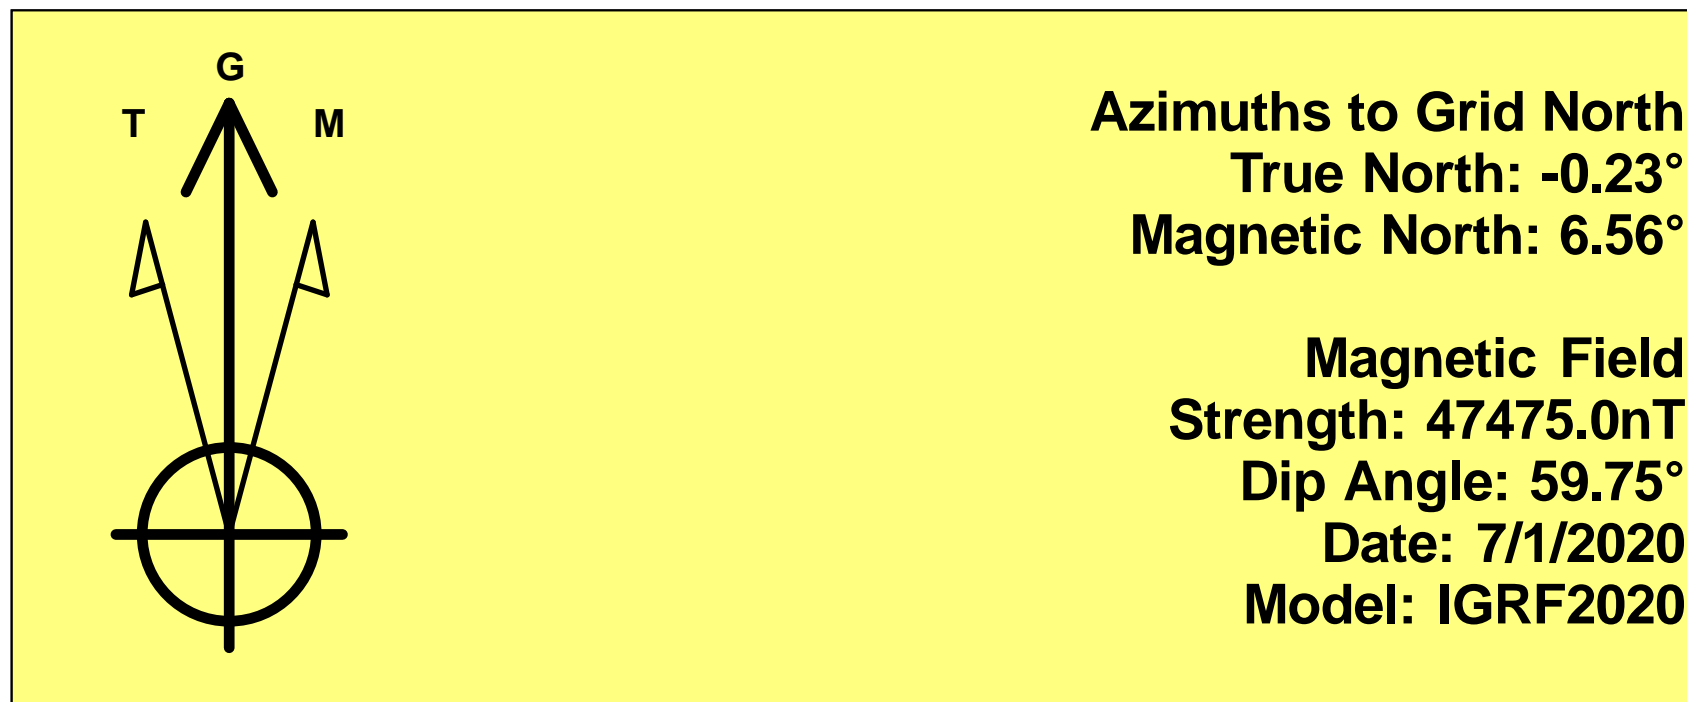 G
T M
Azimuths to Grid North
True North: -0.23°
Magnetic North: 6.56°
Magnetic Field
Strength: 47475.0nT
Dip Angle: 59.75°
Date: 7/1/2020
Model: IGRF2020